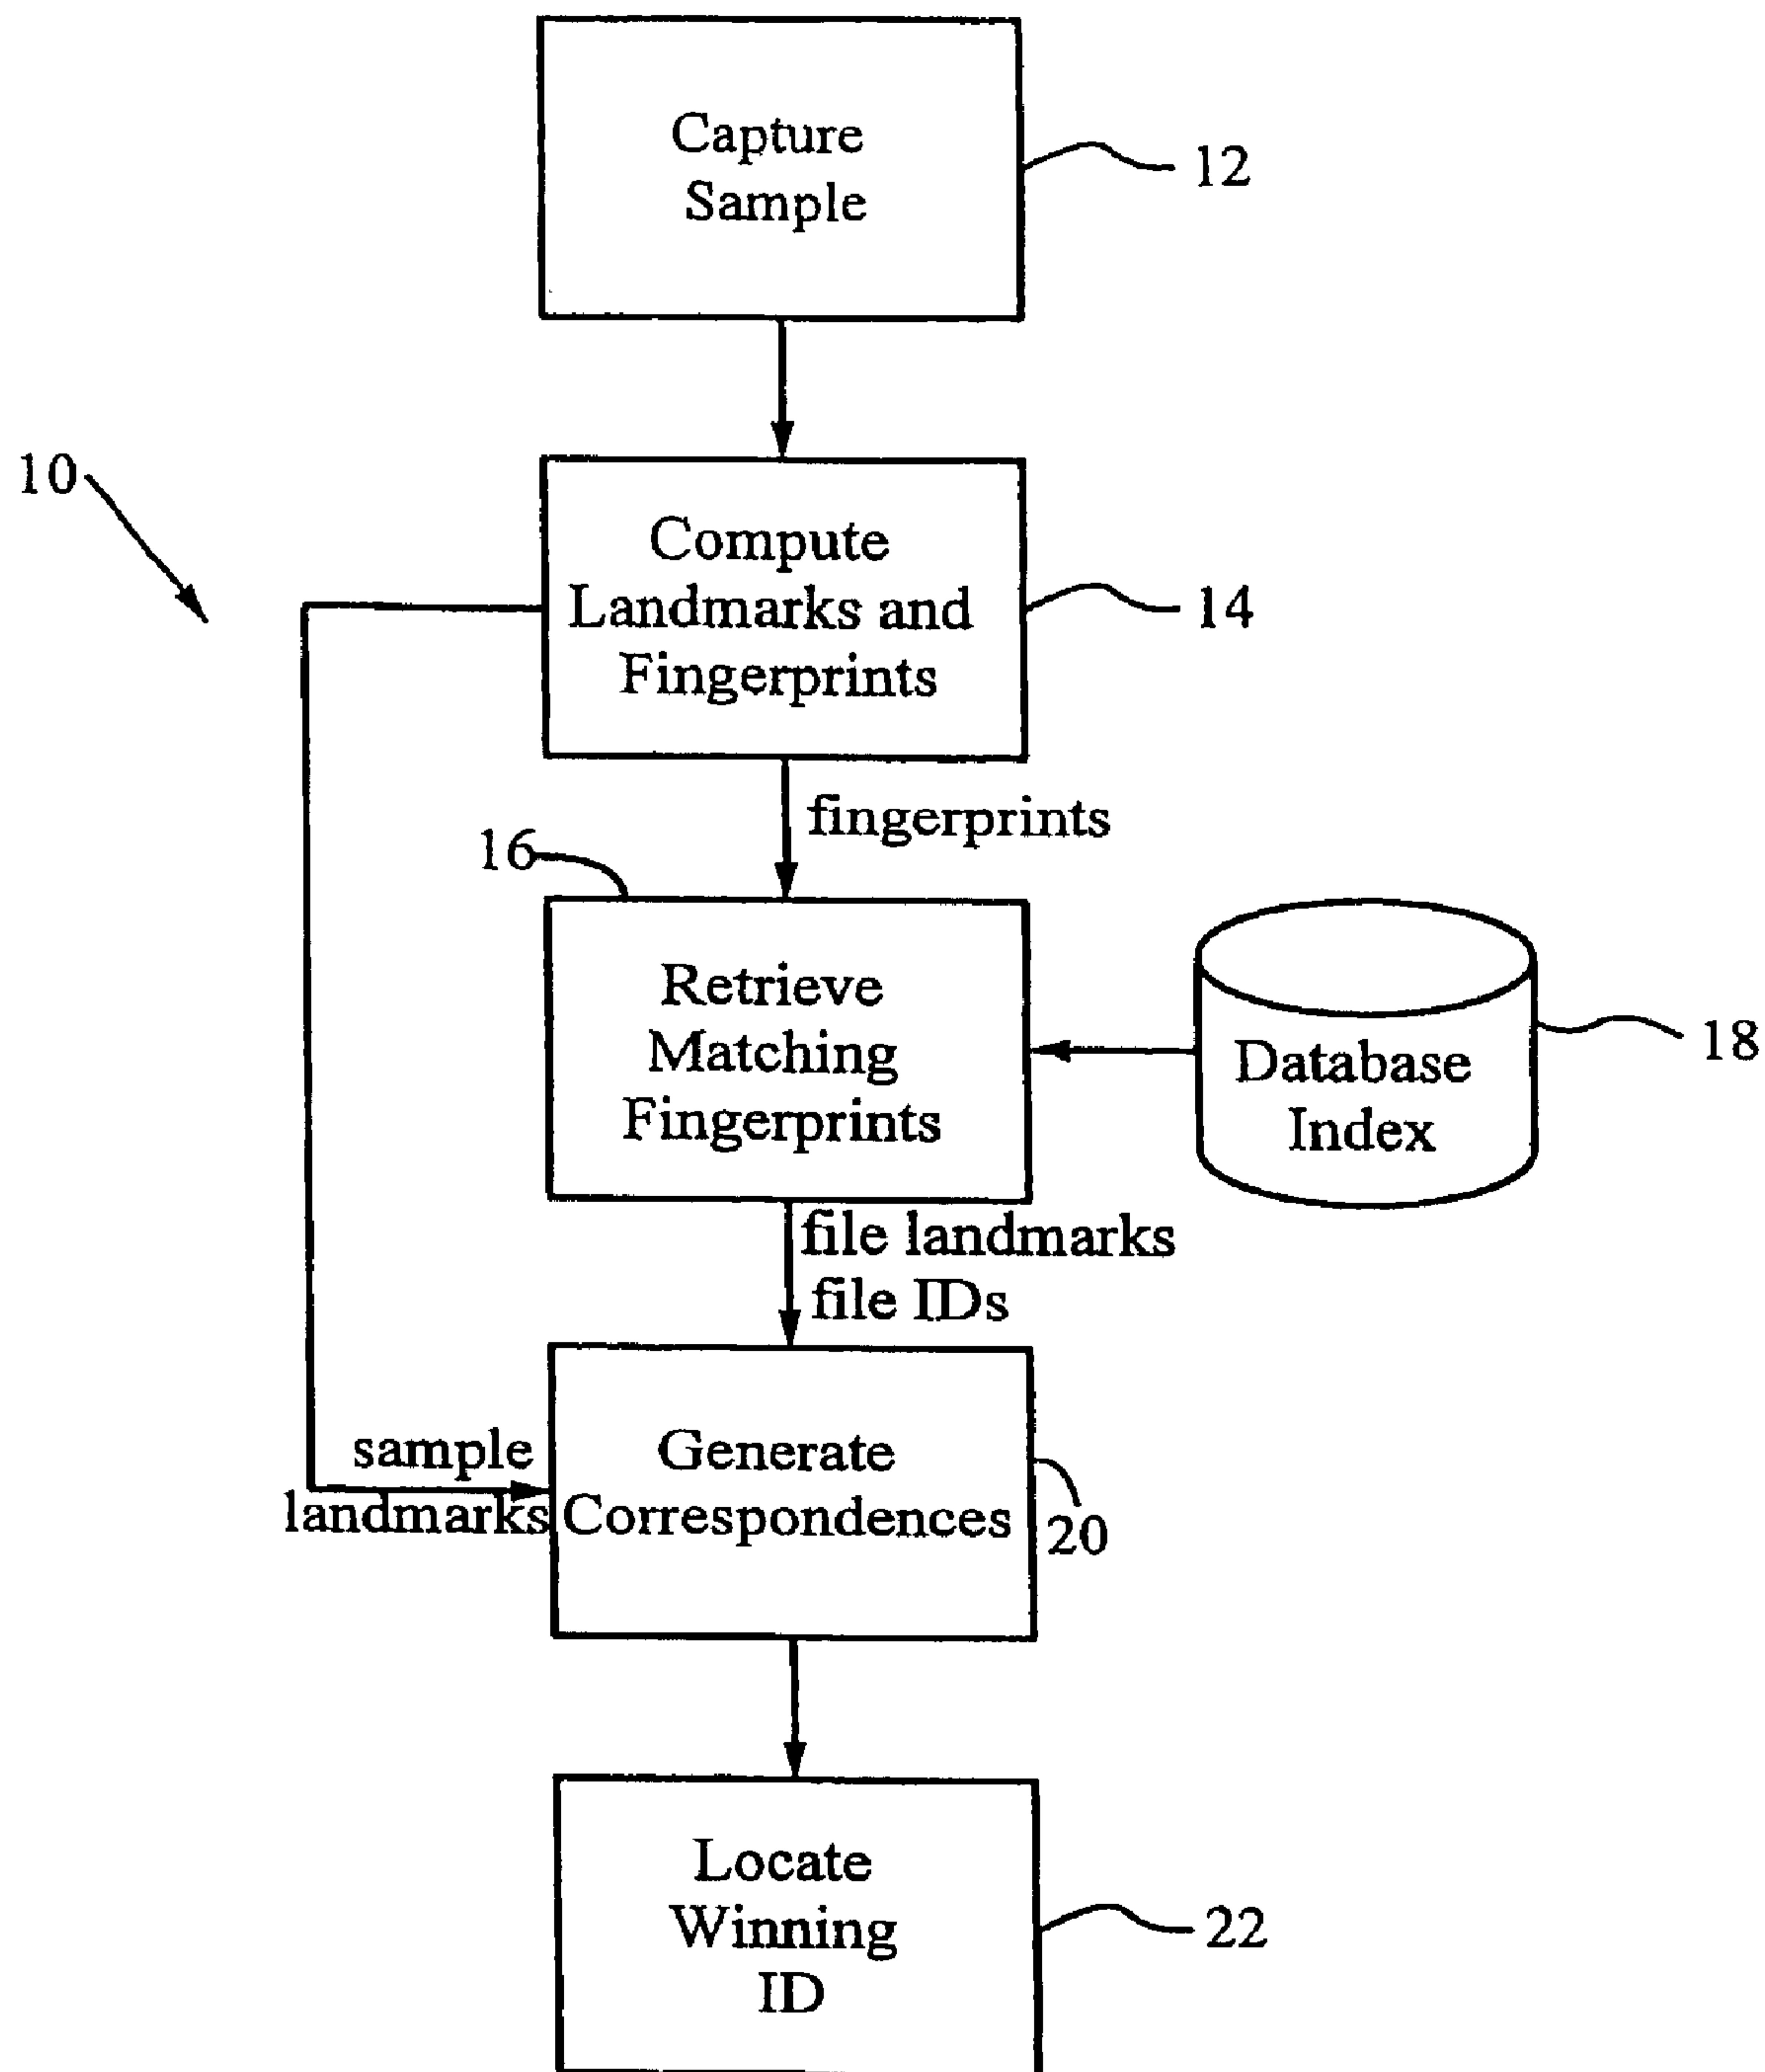 Capture
Sample
12
10
Compute
Landmarks and
Fingerprints
14
fingerprints
16
Retrieve
Matching
Fingerprints
Database
Index
18
file landmarks
file IDs
sample
landmarks
Generate
Correspondences
20
Locate
Winning
ID
22